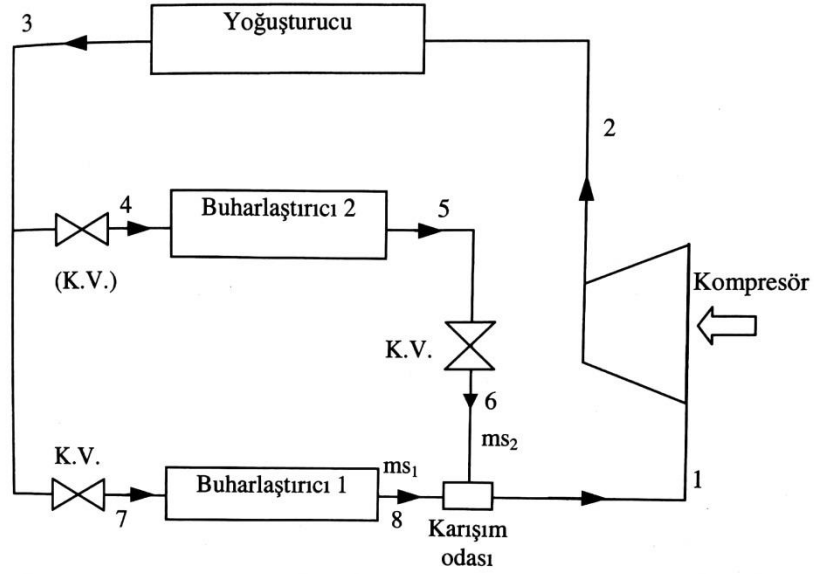 3
Yoğuşturucu
2
4
Buharlaştırıcı 2
5
(K.V.)
Kompresör
K.V.
6
ms₂
K.V.
7
Buharlaştırıcı 1
ms₁
8
Karışım
odası
1